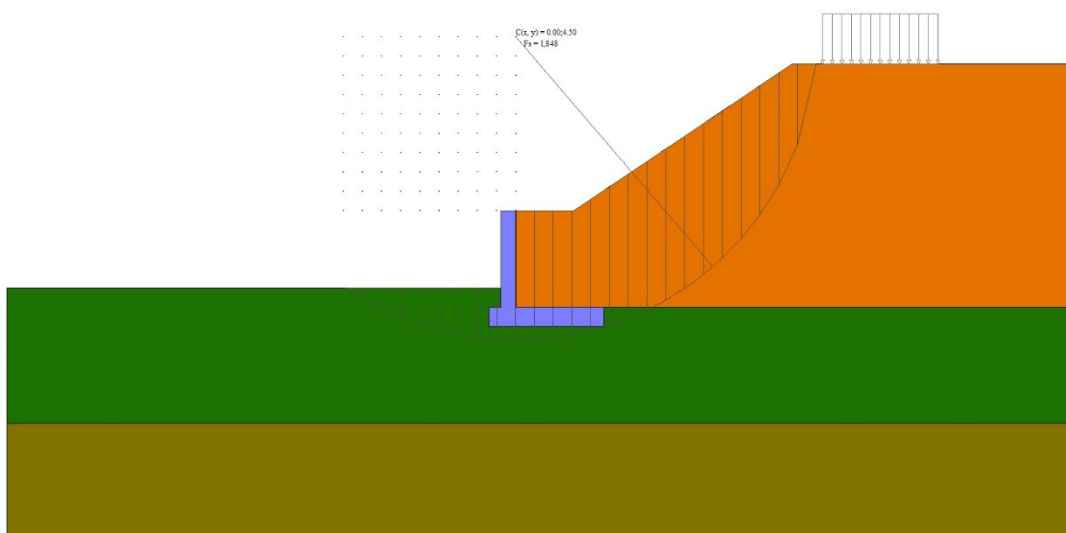 C(x, y) = 0.00;4.50
Fs = 1,848